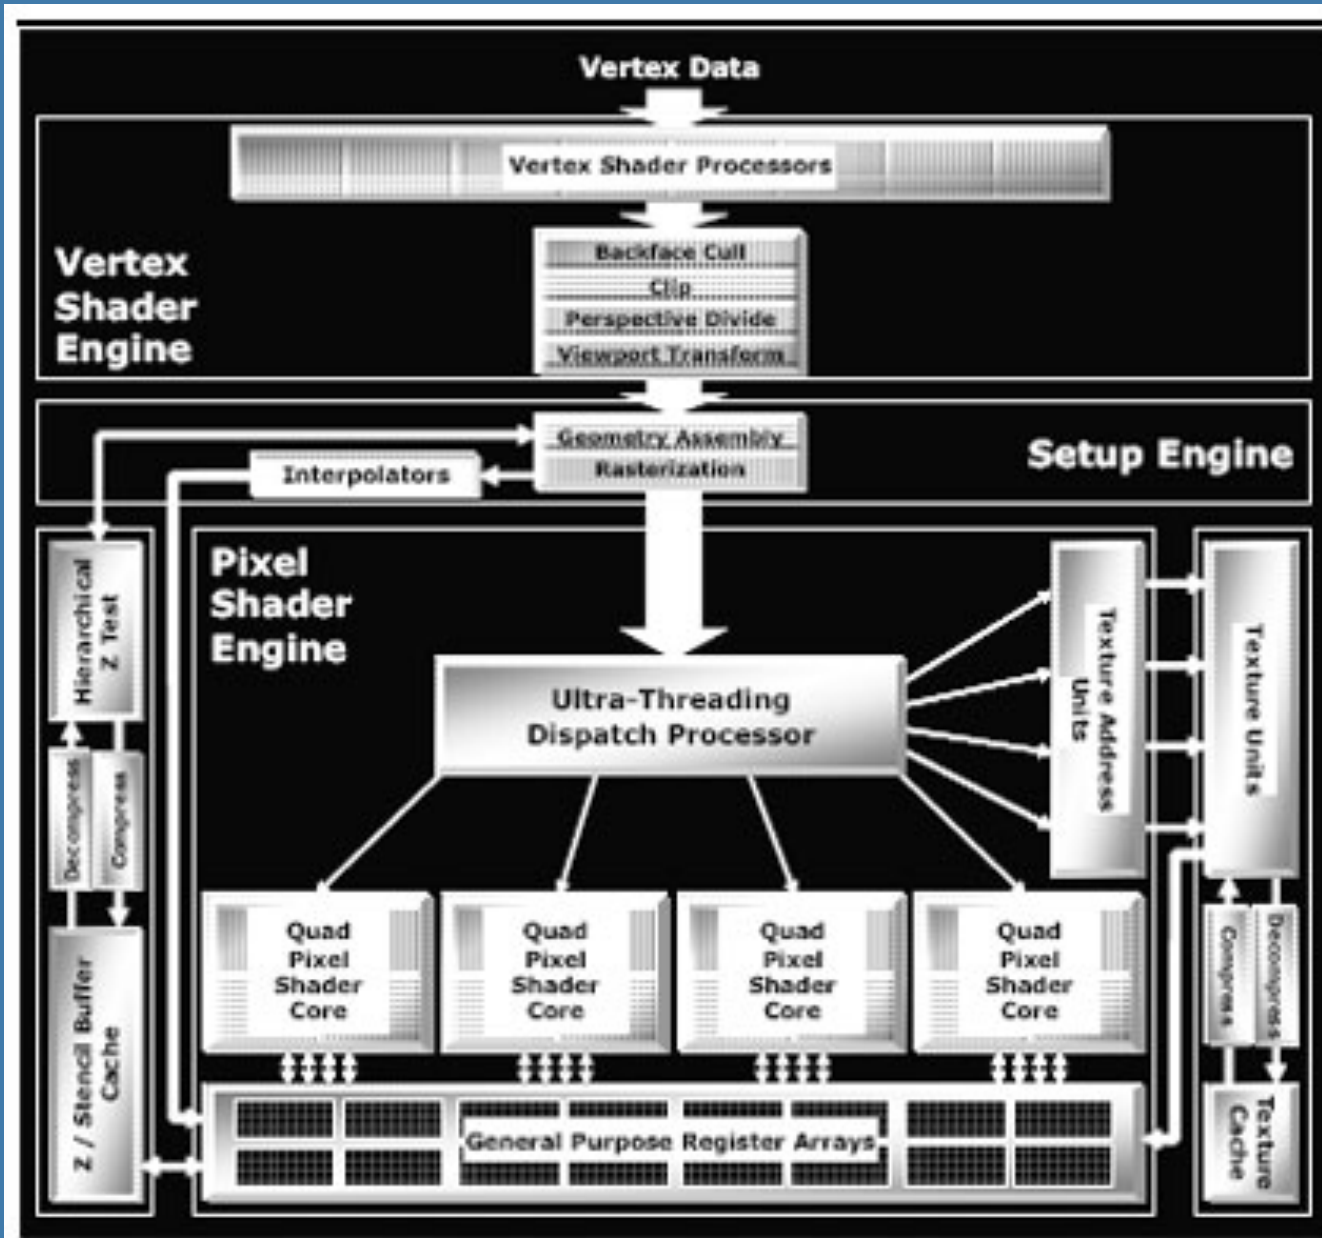 Vertex Data
Vertex Shader Processors
Vertex
Shader
Engine
Backface Cull
Clip
Perspective Divide
Viewport Transform
Geometry Assembly
Rasterization
Setup Engine
Interpolators
Hierarchical
Z Test
Decompress
Compress
Z / Stencil Buffer
Cache
Pixel
Shader
Engine
Ultra-Threading
Dispatch Processor
Texture Address
Units
Texture Units
Quad
Pixel
Shader
Core
Quad
Pixel
Shader
Core
Quad
Pixel
Shader
Core
Quad
Pixel
Shader
Core
Compress
Decompress
General Purpose Register Arrays
Texture
Cache